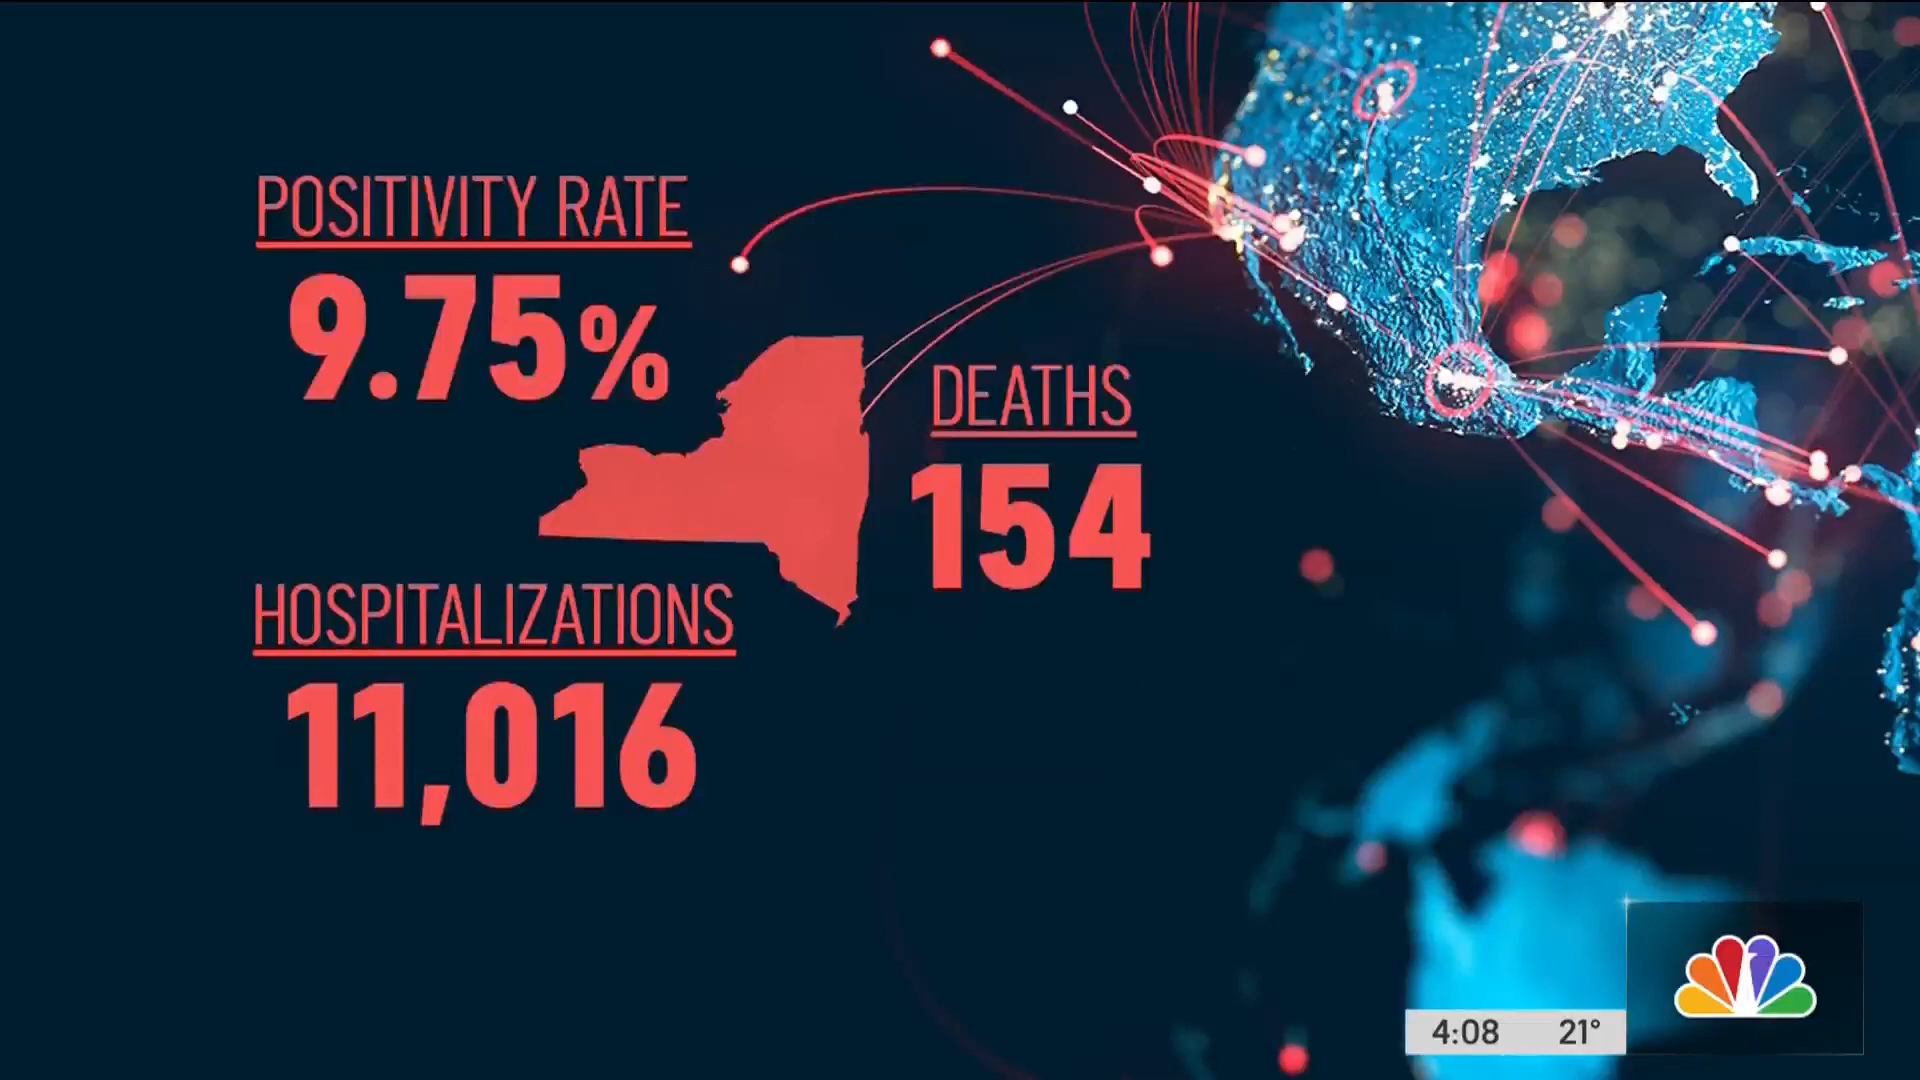 POSITIVITY RATE
9.75%
DEATHS
154
HOSPITALIZATIONS
11,016
4:08 21°